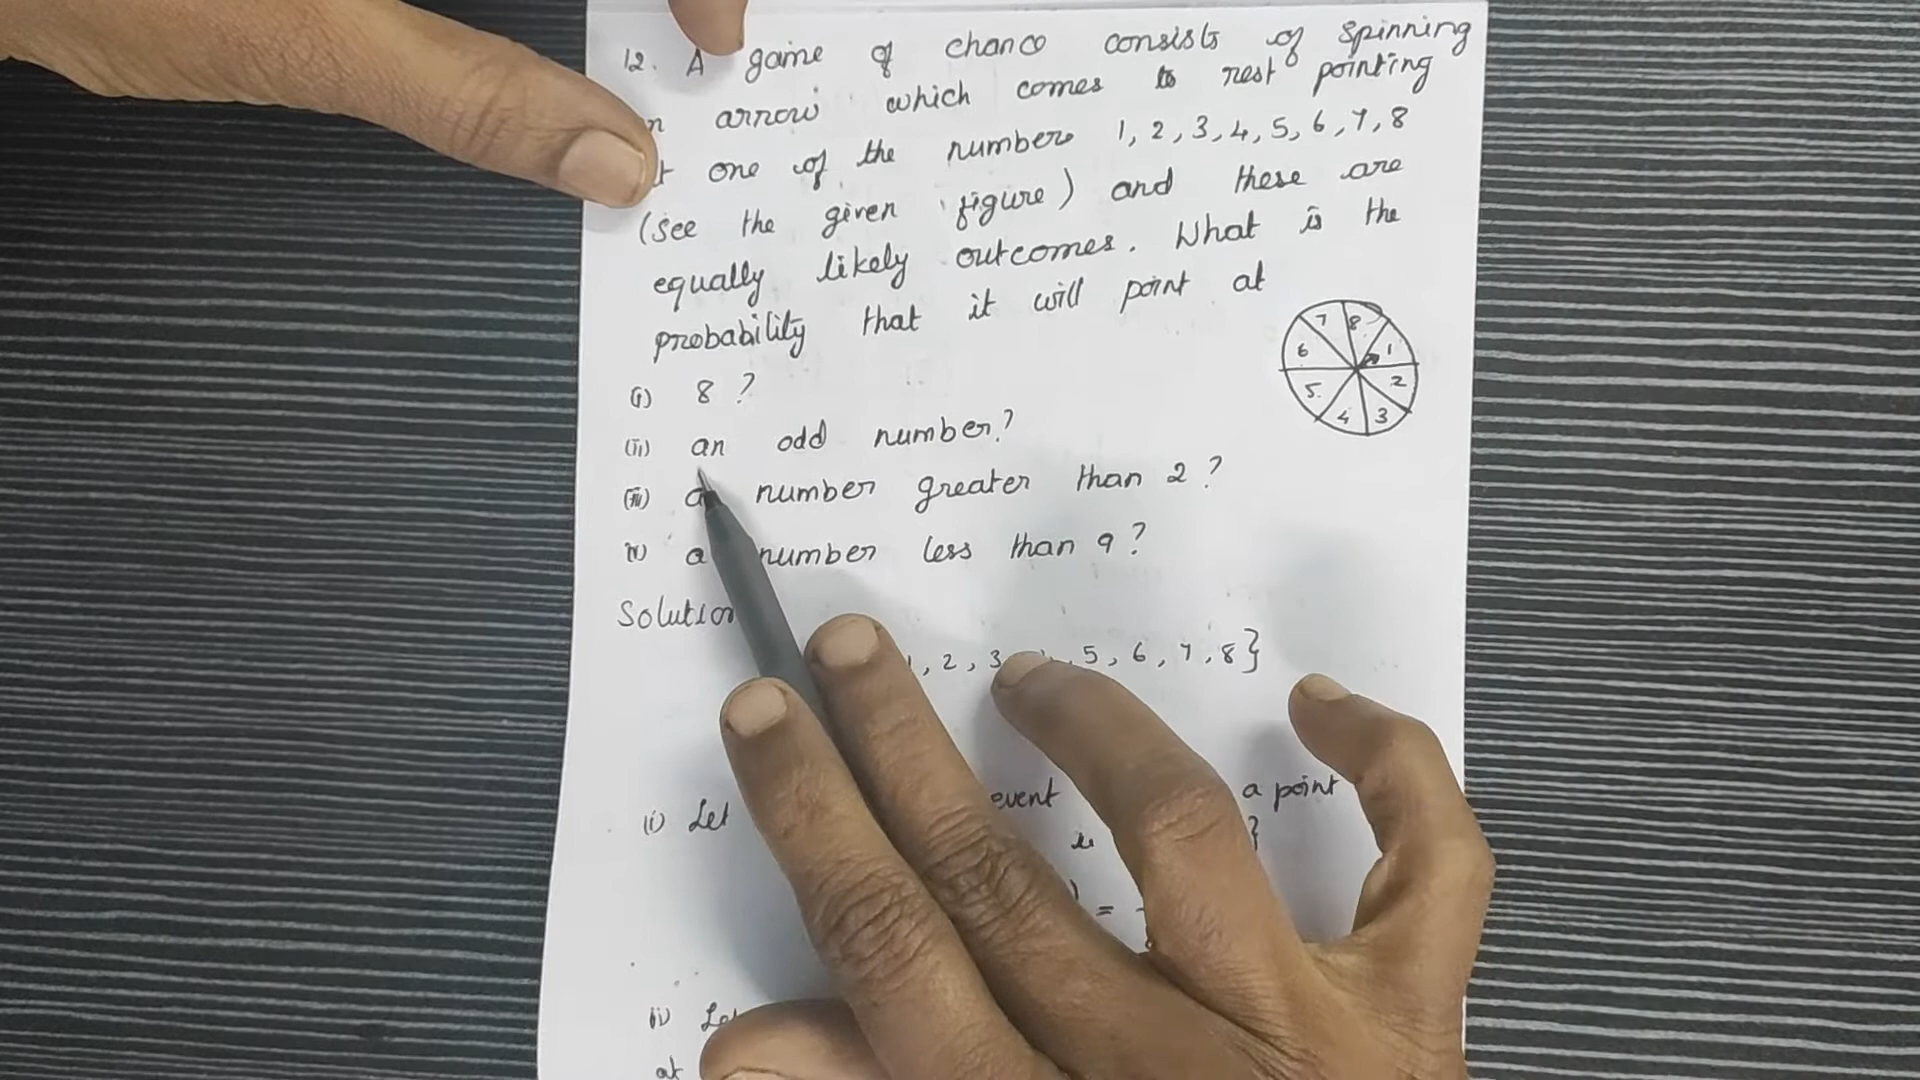 12. A game of chance consists of spinning
arrow which comes to rest pointing
one of the numbers 1, 2, 3, 4, 5, 6, 7, 8
(see the given figure) and these are
equally likely outcomes. What is the
probability that it will point at
7 8
6 1
5 2
4 3
(i) 8 ?
(ii) an odd number?
(iii) a number greater than 2 ?
iv) a number less than 9 ?
Solution
1, 2, 3 , 5, 6, 7, 8}
(i) Let event a point
}
) =
(ii) Let
at